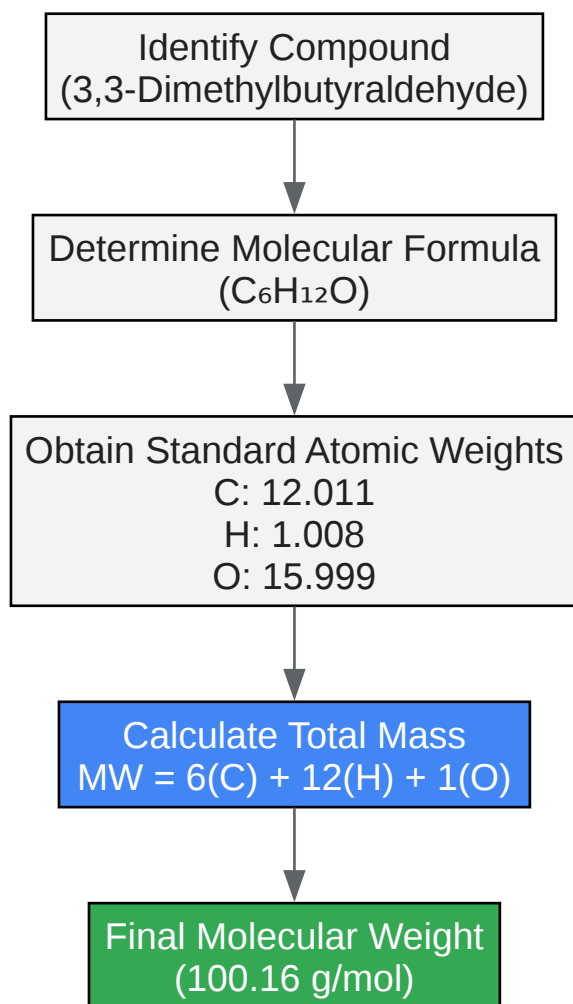 Identify Compound
(3,3-Dimethylbutyraldehyde)
Determine Molecular Formula
(C₆H₁₂O)
Obtain Standard Atomic Weights
C: 12.011
H: 1.008
O: 15.999
Calculate Total Mass
MW = 6(C) + 12(H) + 1(O)
Final Molecular Weight
(100.16 g/mol)